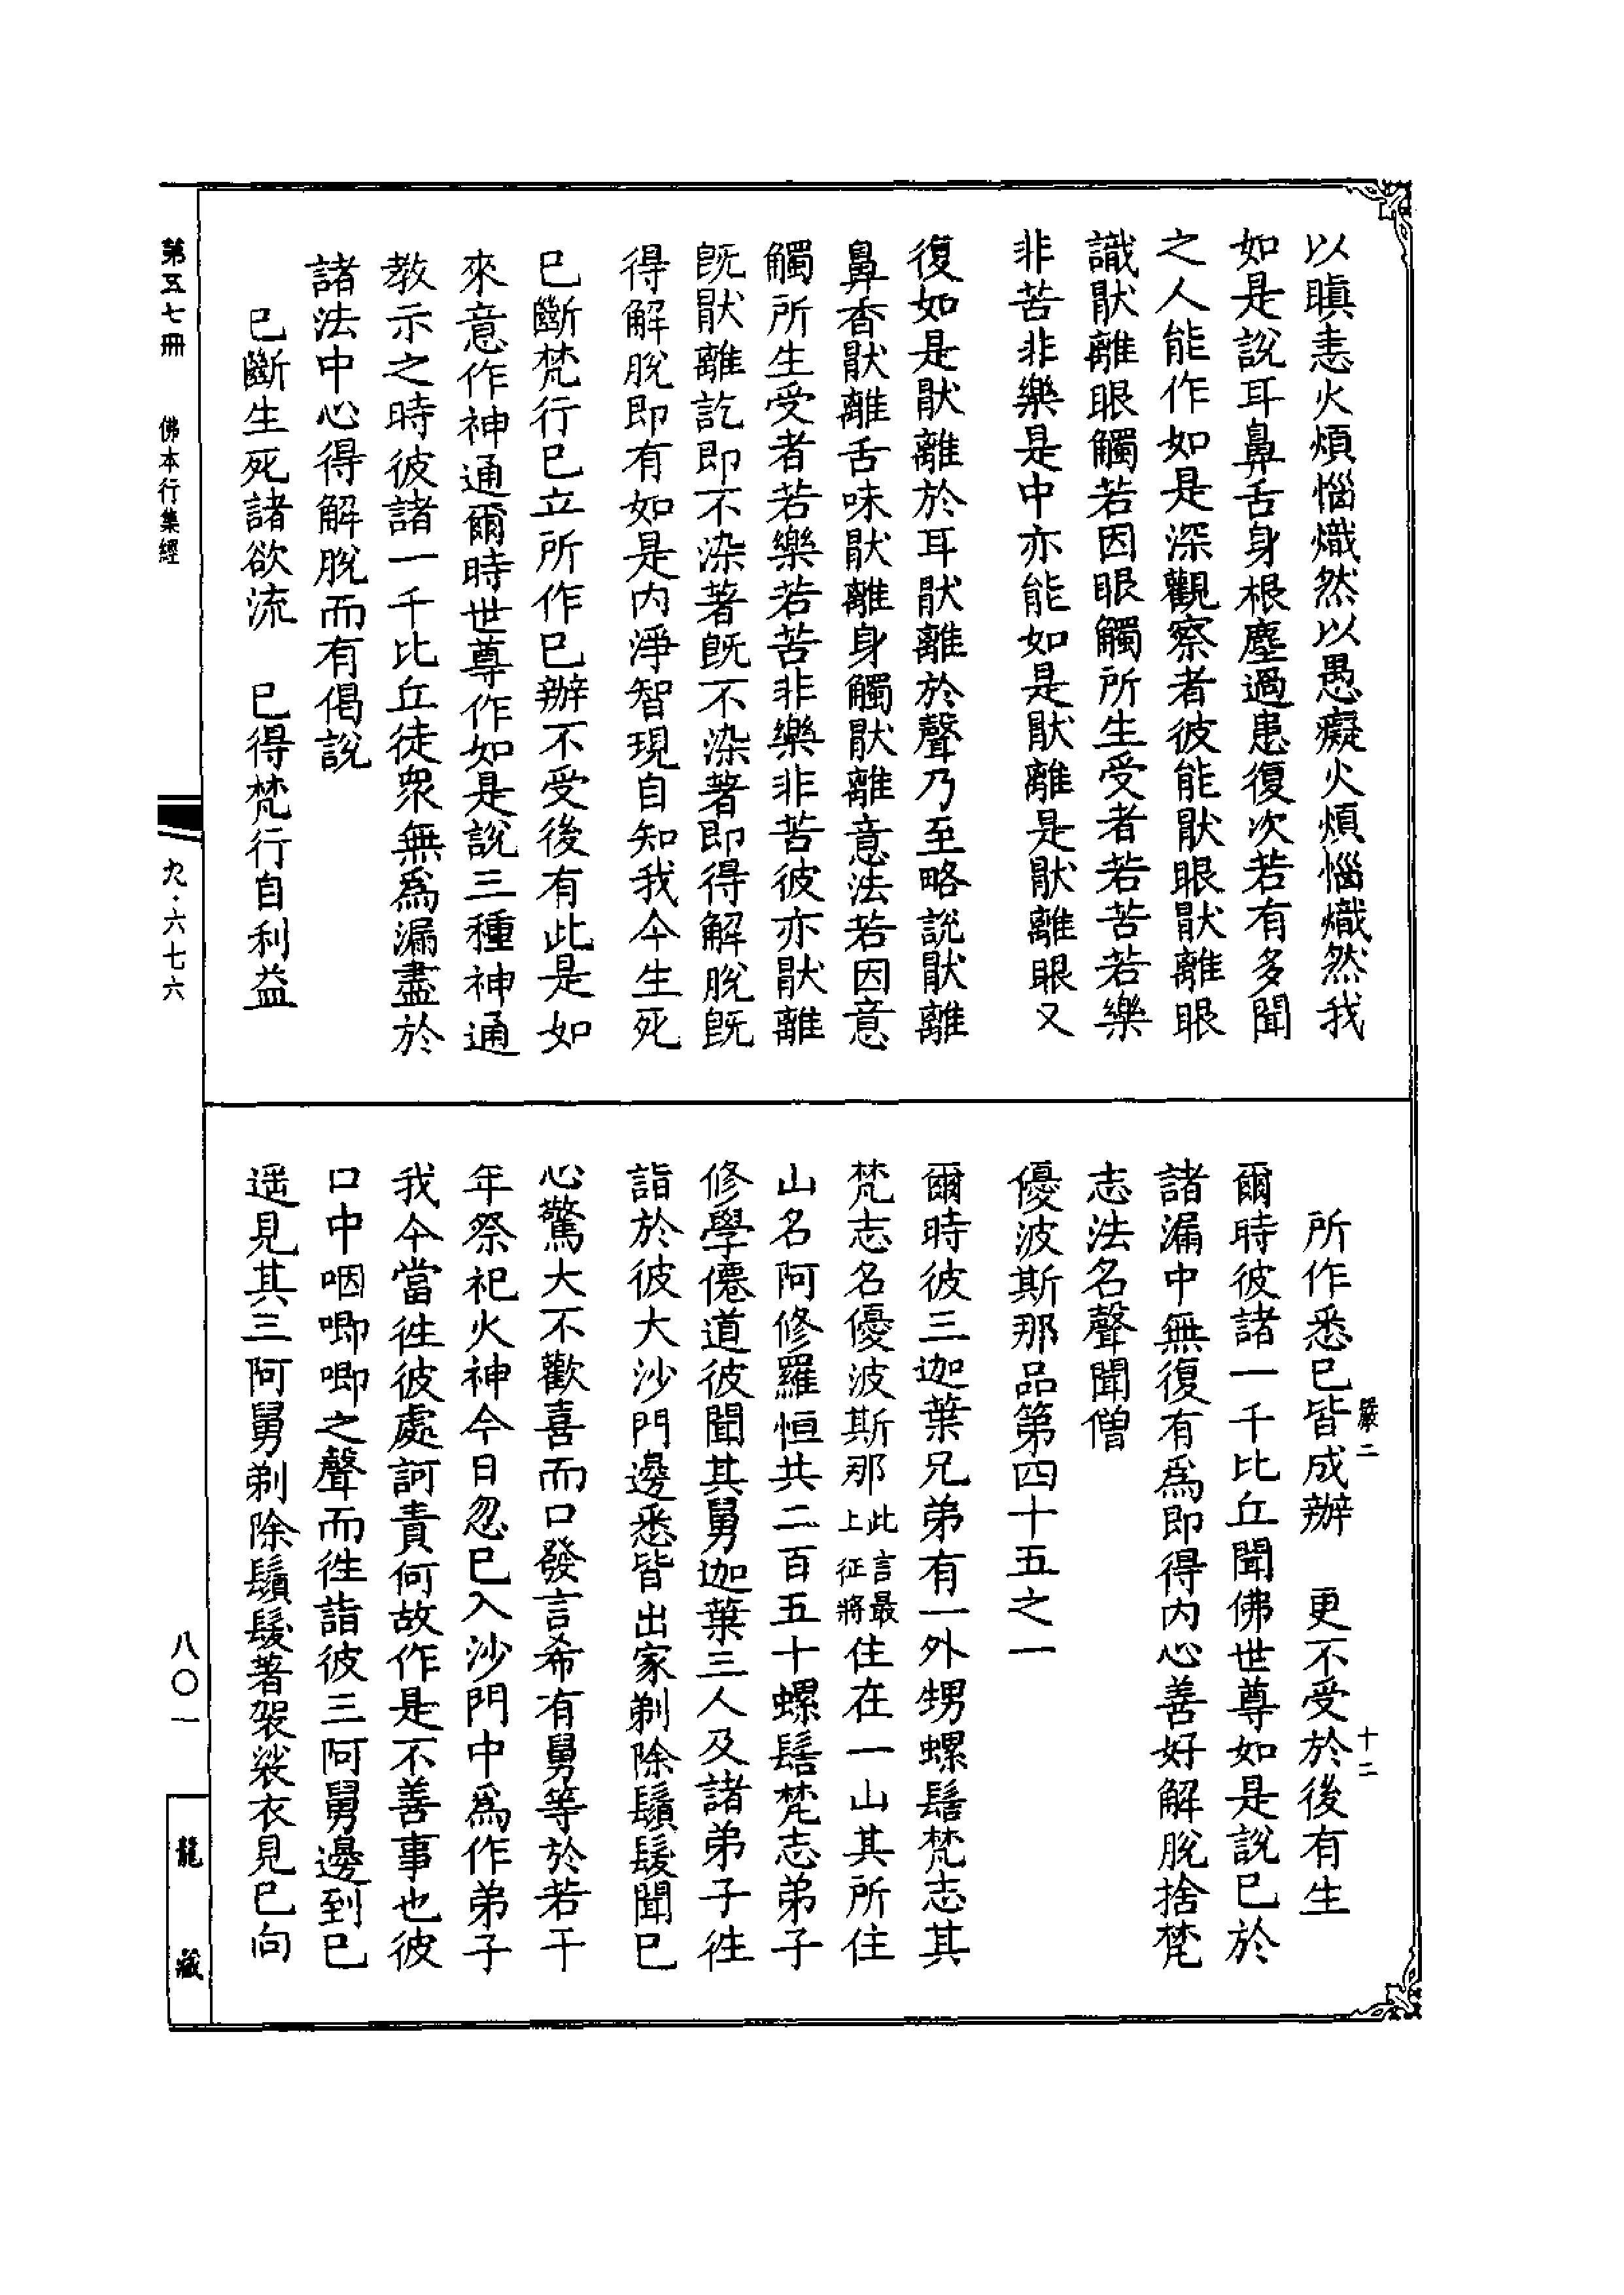 以瞋恚火煩惱熾然以愚癡火煩惱熾然我
如是說耳鼻舌身根塵過患復次若有多聞
之人能作如是深觀察者彼能猒眼猒離眼
識猒離眼觸若因眼觸所生受者若苦若樂
非苦非樂是中亦能如是猒離是猒離眼又
復如是猒離於耳猒離於聲乃至略說猒離
鼻香猒離舌味猒離身觸猒離意法若因意
觸所生受者若樂若苦非樂非苦彼亦猒離
旣猒離訖即不染著旣不染著即得解脫旣
得解脫即有如是內淨智現自知我今生死
已斷梵行已立所作已辦不受後有此是如
來意作神通爾時世尊作如是說三種神通
教示之時彼諸一千比丘徒衆無爲漏盡於
諸法中心得解脫而有偈說
已斷生死諸欲流　已得梵行自利益
所作悉已皆成辦　更不受於後有生
嚴二　十二
爾時彼諸一千比丘聞佛世尊如是說已於
諸漏中無復有爲即得內心善好解脫捨梵
志法名聲聞僧
優波斯那品第四十五之一
爾時彼三迦葉兄弟有一外甥螺髻梵志其
梵志名優波斯那此言最上征將住在一山其所住
山名阿修羅恒共二百五十螺髻梵志弟子
修學僊道彼聞其舅迦葉三人及諸弟子徃
詣於彼大沙門邊悉皆出家剃除鬚髮聞已
心驚大不歡喜而口發言希有舅等於若干
年祭祀火神今日忽已入沙門中爲作弟子
我今當徃彼處訶責何故作是不善事也彼
口中咽唧唧之聲而徃詣彼三阿舅邊到已
遥見其三阿舅剃除鬚髮著袈裟衣見已向
第五七冊　佛本行集經
九·六七六
八〇一
龍藏